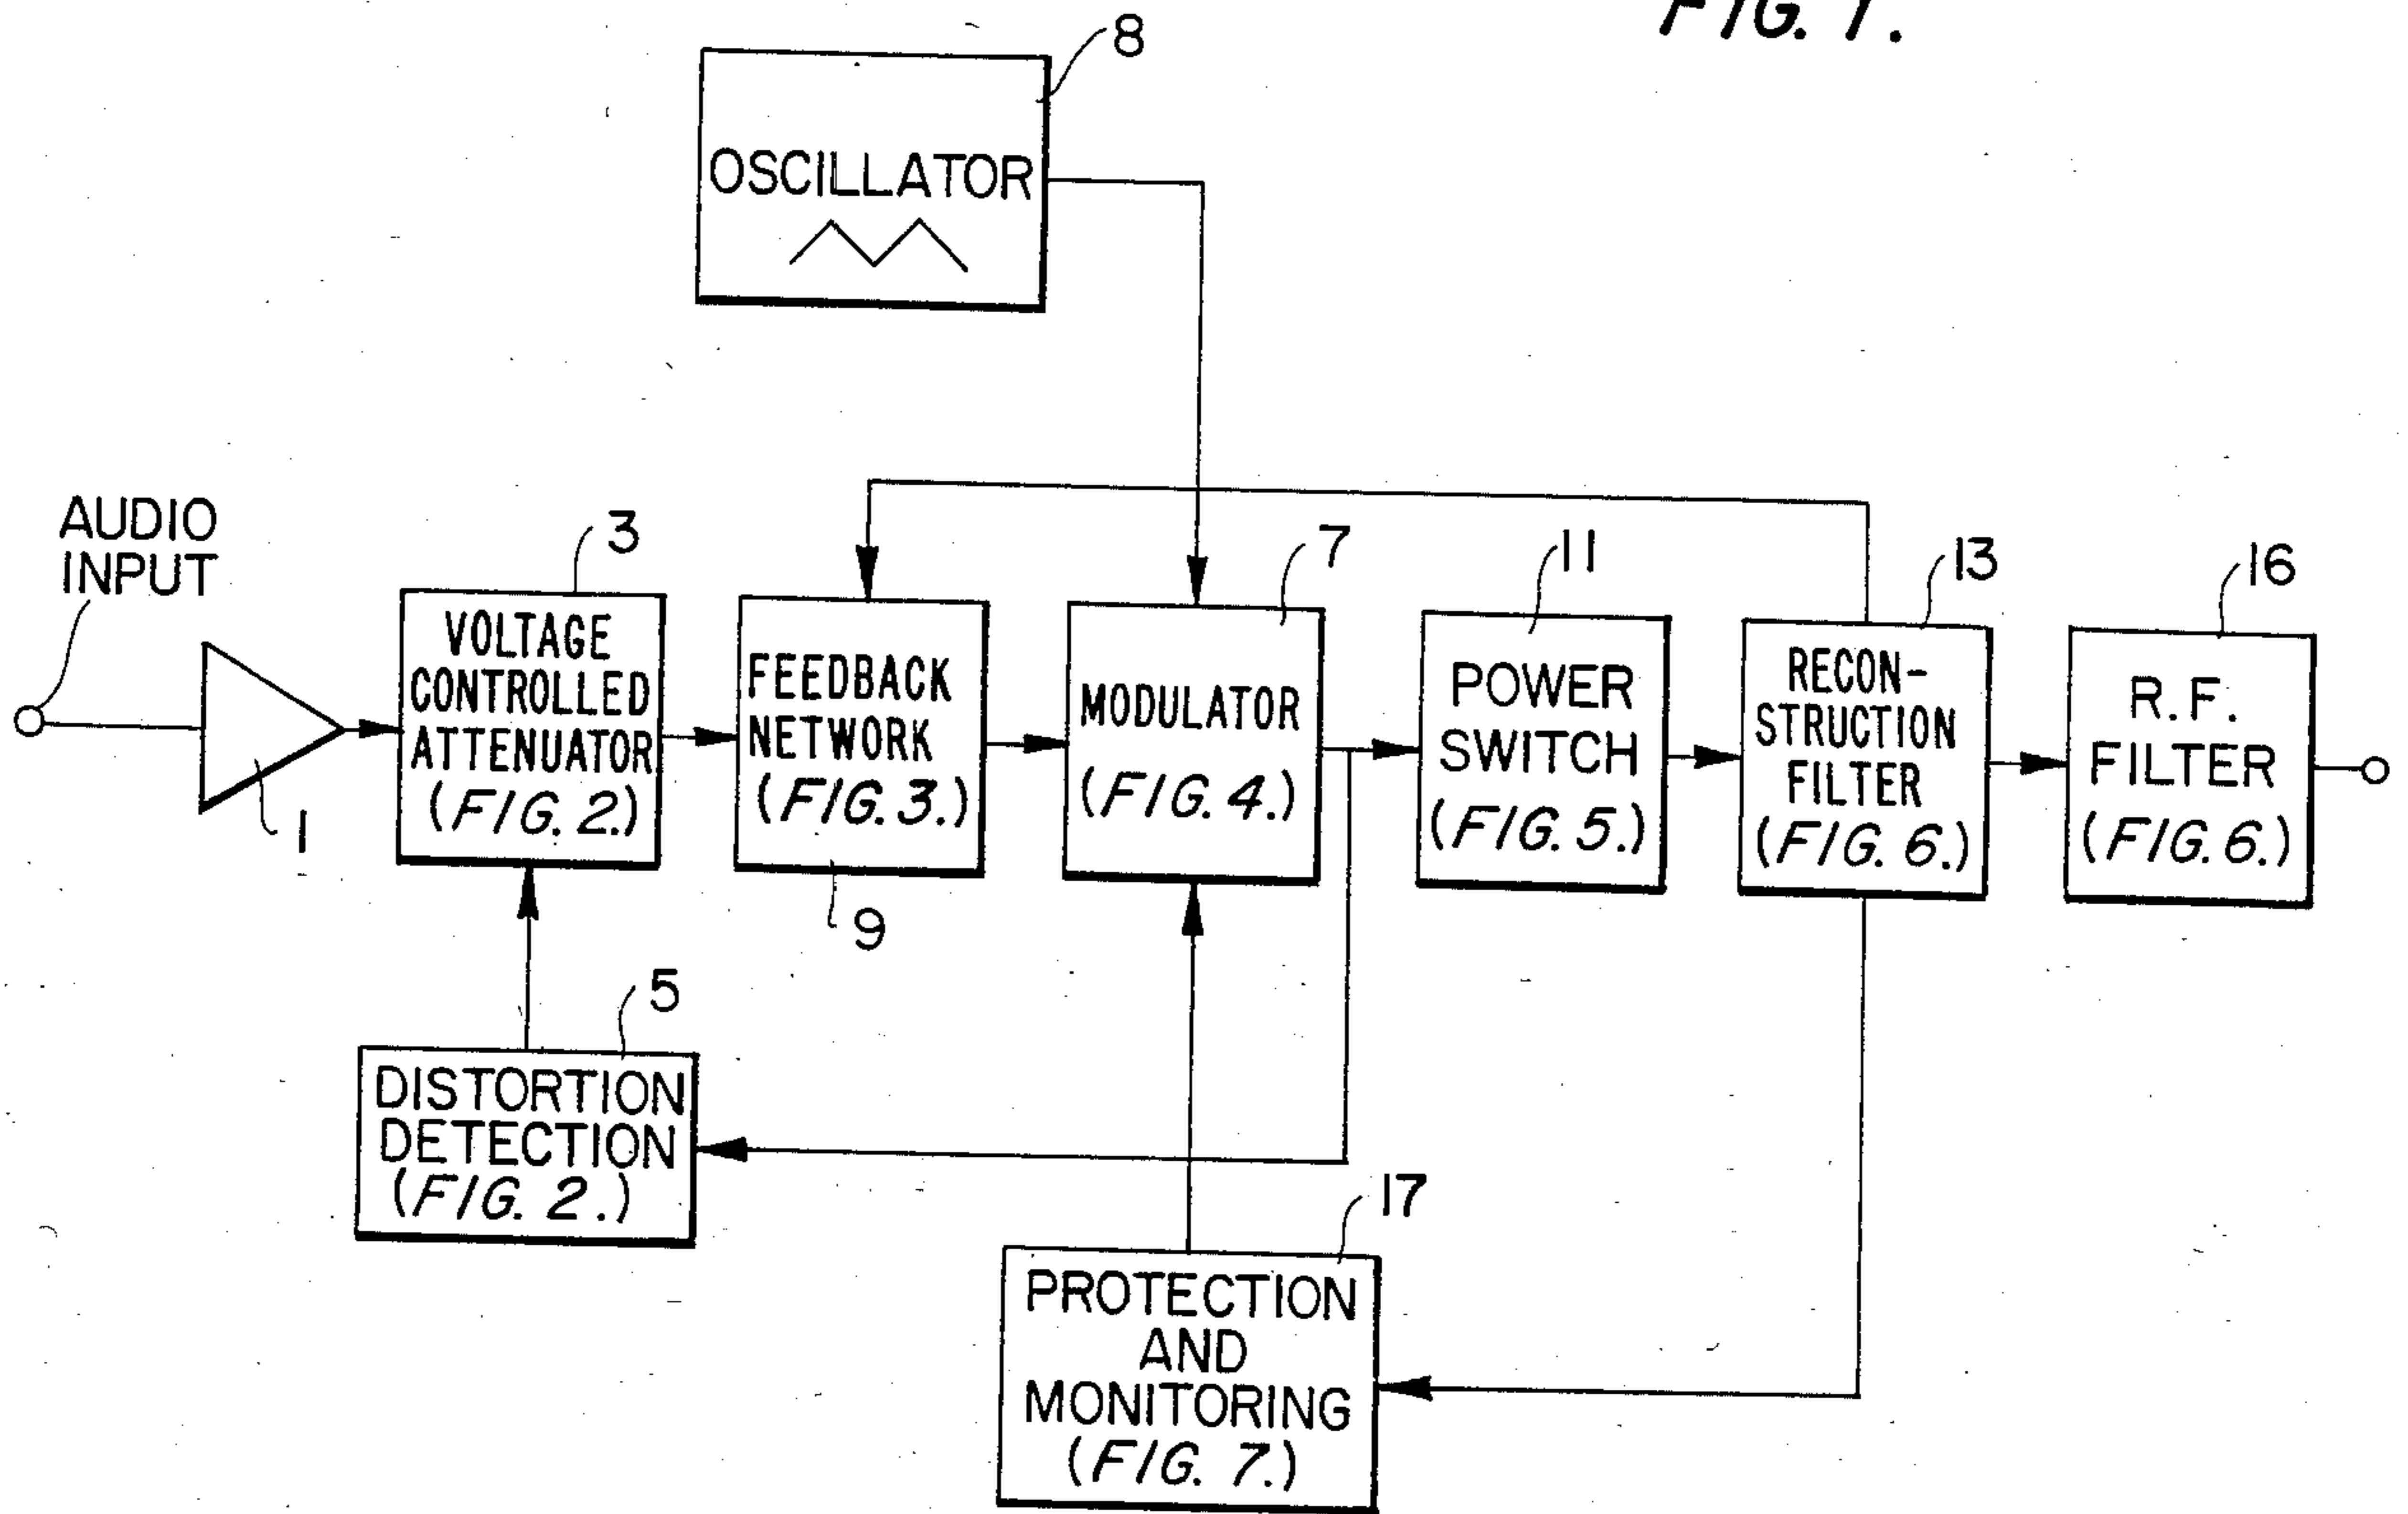 FIG. 1.
8
OSCILLATOR
AUDIO
INPUT
1
3
VOLTAGE
CONTROLLED
ATTENUATOR
(FIG. 2.)
FEEDBACK
NETWORK
(FIG. 3.)
9
7
MODULATOR
(FIG. 4.)
11
POWER
SWITCH
(FIG. 5.)
13
RECON-
STRUCTION
FILTER
(FIG. 6.)
16
R.F.
FILTER
(FIG. 6.)
5
DISTORTION
DETECTION
(FIG. 2.)
17
PROTECTION
AND
MONITORING
(FIG. 7.)